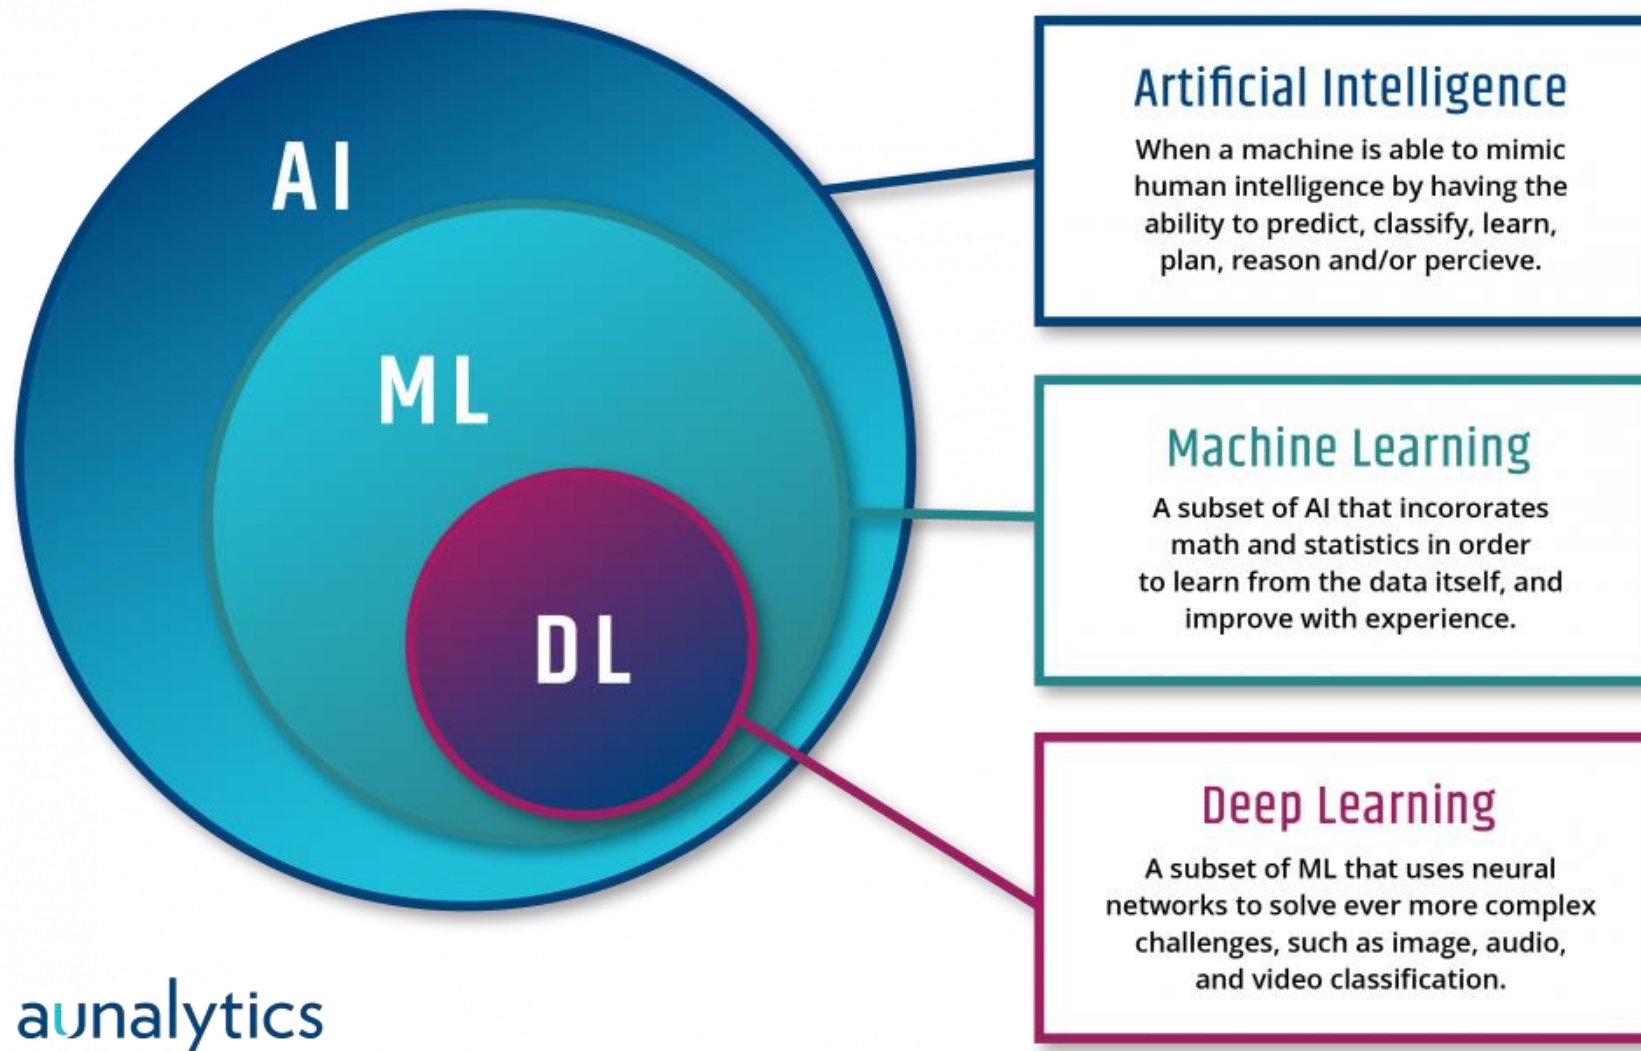 AI
ML
DL
Artificial Intelligence
When a machine is able to mimic
human intelligence by having the
ability to predict, classify, learn,
plan, reason and/or percieve.
Machine Learning
A subset of AI that incororates
math and statistics in order
to learn from the data itself, and
improve with experience.
Deep Learning
A subset of ML that uses neural
networks to solve ever more complex
challenges, such as image, audio,
and video classification.
aunalytics